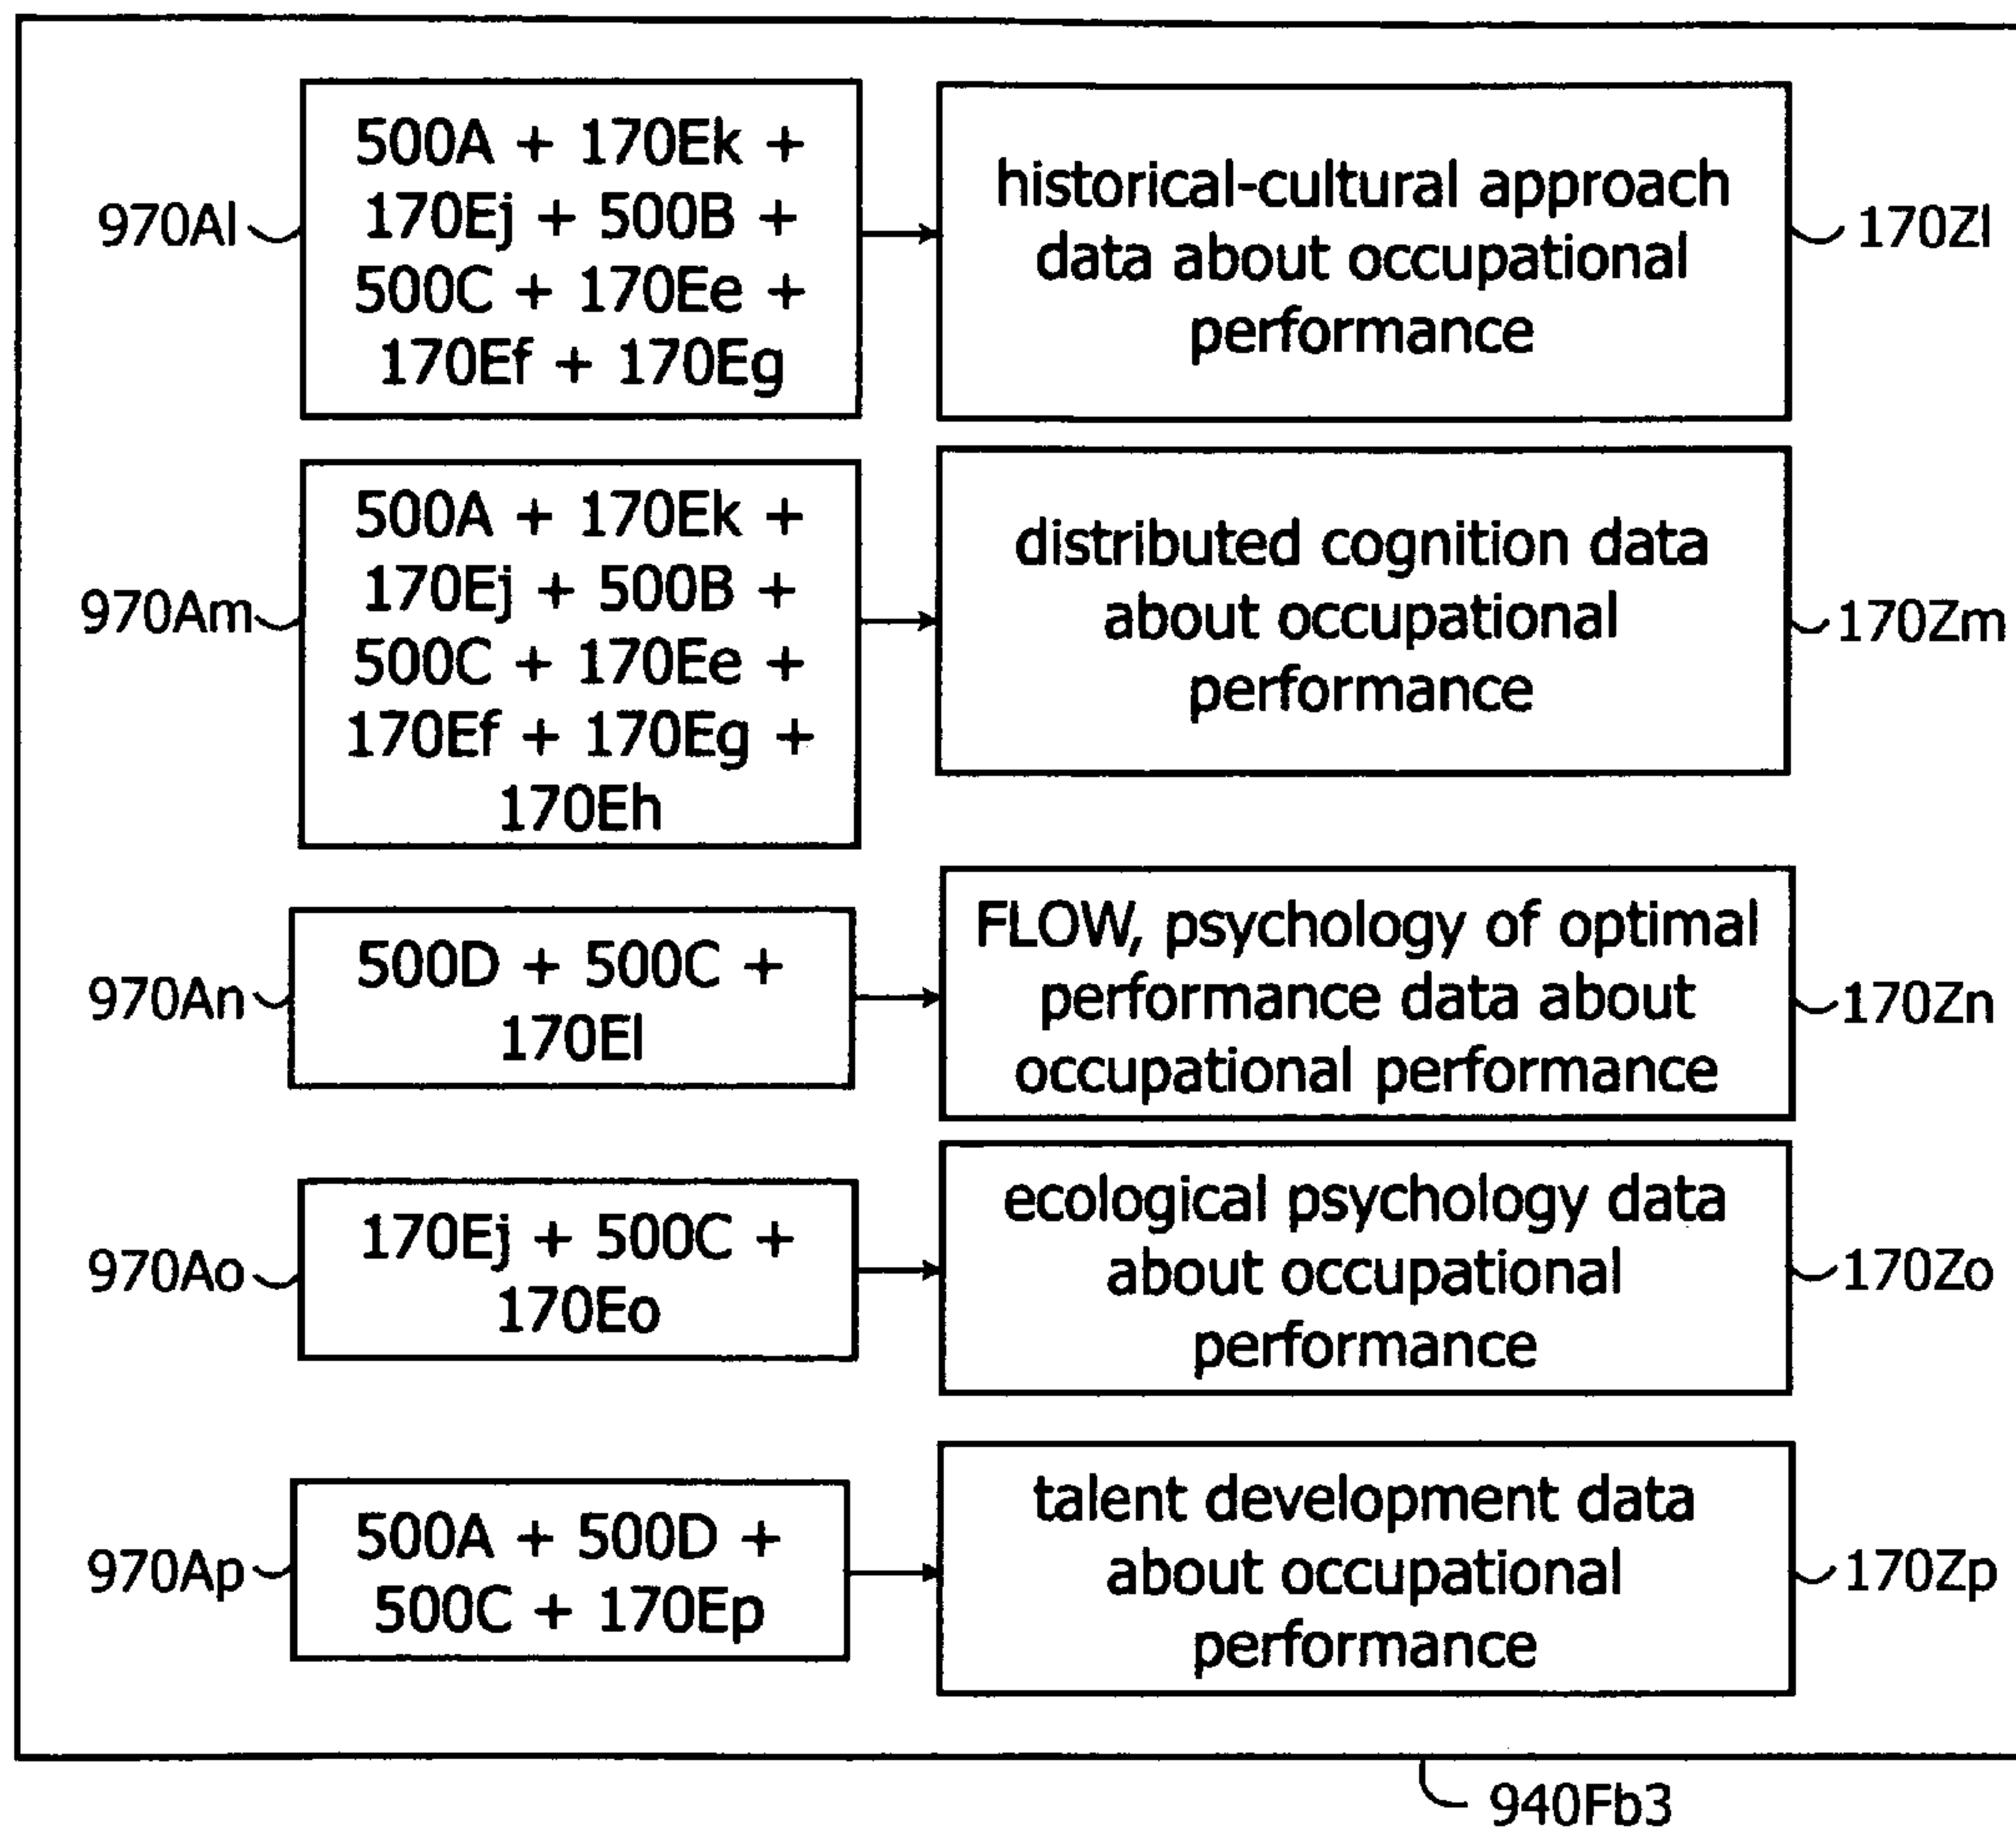 500A + 170Ek +
170Ej + 500B +
500C + 170Ee +
170Ef + 170Eg
970Al
historical-cultural approach
data about occupational
performance
170Zl
500A + 170Ek +
170Ej + 500B +
500C + 170Ee +
170Ef + 170Eg +
170Eh
970Am
distributed cognition data
about occupational
performance
170Zm
500D + 500C +
170El
970An
FLOW, psychology of optimal
performance data about
occupational performance
170Zn
170Ej + 500C +
170Eo
970Ao
ecological psychology data
about occupational
performance
170Zo
500A + 500D +
500C + 170Ep
970Ap
talent development data
about occupational
performance
170Zp
940Fb3